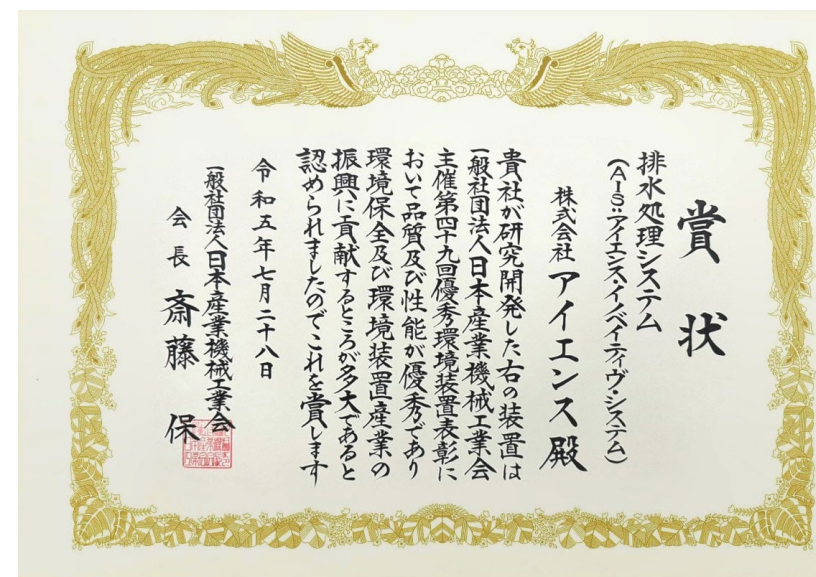 賞状
排水処理システム
(AIS:アイエンス・イノベイティヴ・システム)
株式会社 アイエンス殿
貴社が研究開発した右の装置は
一般社団法人日本産業機械工業会
主催第四十九回優秀環境装置表彰に
おいて品質及び性能が優秀であり
環境保全及び環境装置産業の
振興に貢献するところが多大であると
認められましたのでこれを賞します
令和五年七月二十八日
一般社団法人日本産業機械工業会
会長 斎藤 保